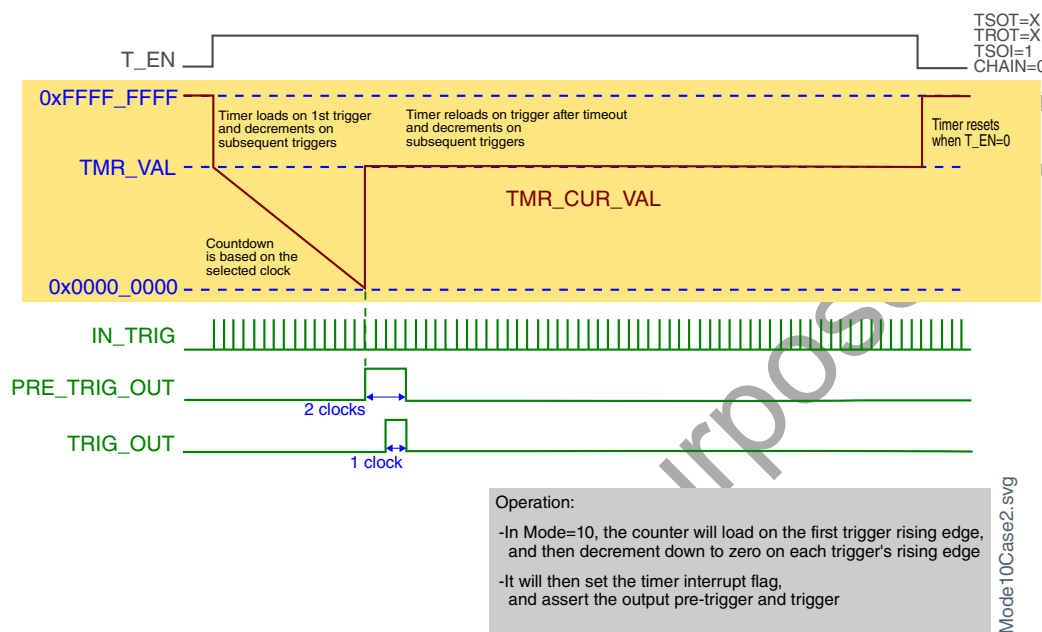 TSOT=X
TROT=X
TSOI=1
CHAIN=0
T_EN
0xFFFF_FFFF
Timer loads on 1st trigger
and decrements on
subsequent triggers
Timer reloads on trigger after timeout
and decrements on
subsequent triggers
Timer resets
when T_EN=0
TMR_VAL
TMR_CUR_VAL
Countdown
is based on the
selected clock
0x0000_0000
IN_TRIG
PRE_TRIG_OUT
2 clocks
TRIG_OUT
1 clock
Operation:
-In Mode=10, the counter will load on the first trigger rising edge,
and then decrement down to zero on each trigger's rising edge
-It will then set the timer interrupt flag,
and assert the output pre-trigger and trigger
Mode10Case2.svg